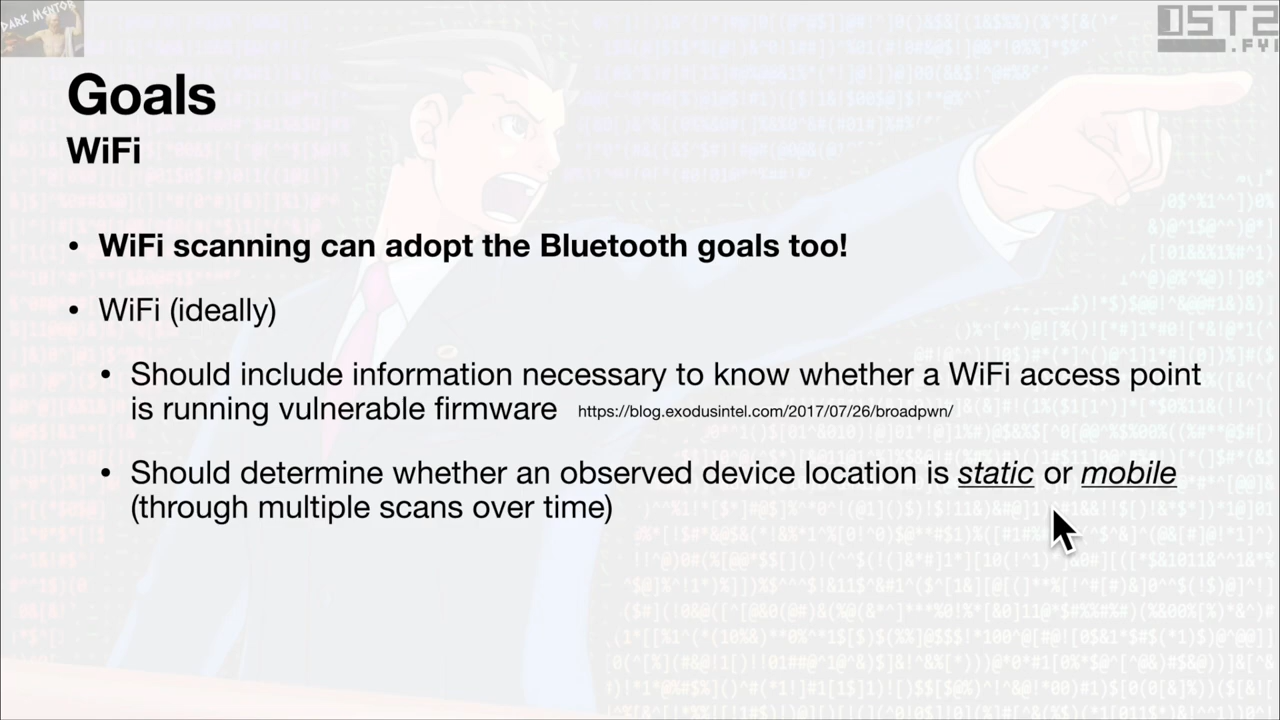 DARK MENTOR
OST2
.FYI
Goals
WiFi
• WiFi scanning can adopt the Bluetooth goals too!
• WiFi (ideally)
• Should include information necessary to know whether a WiFi access point
is running vulnerable firmware https://blog.exodusintel.com/2017/07/26/broadpwn/
• Should determine whether an observed device location is static or mobile
(through multiple scans over time)